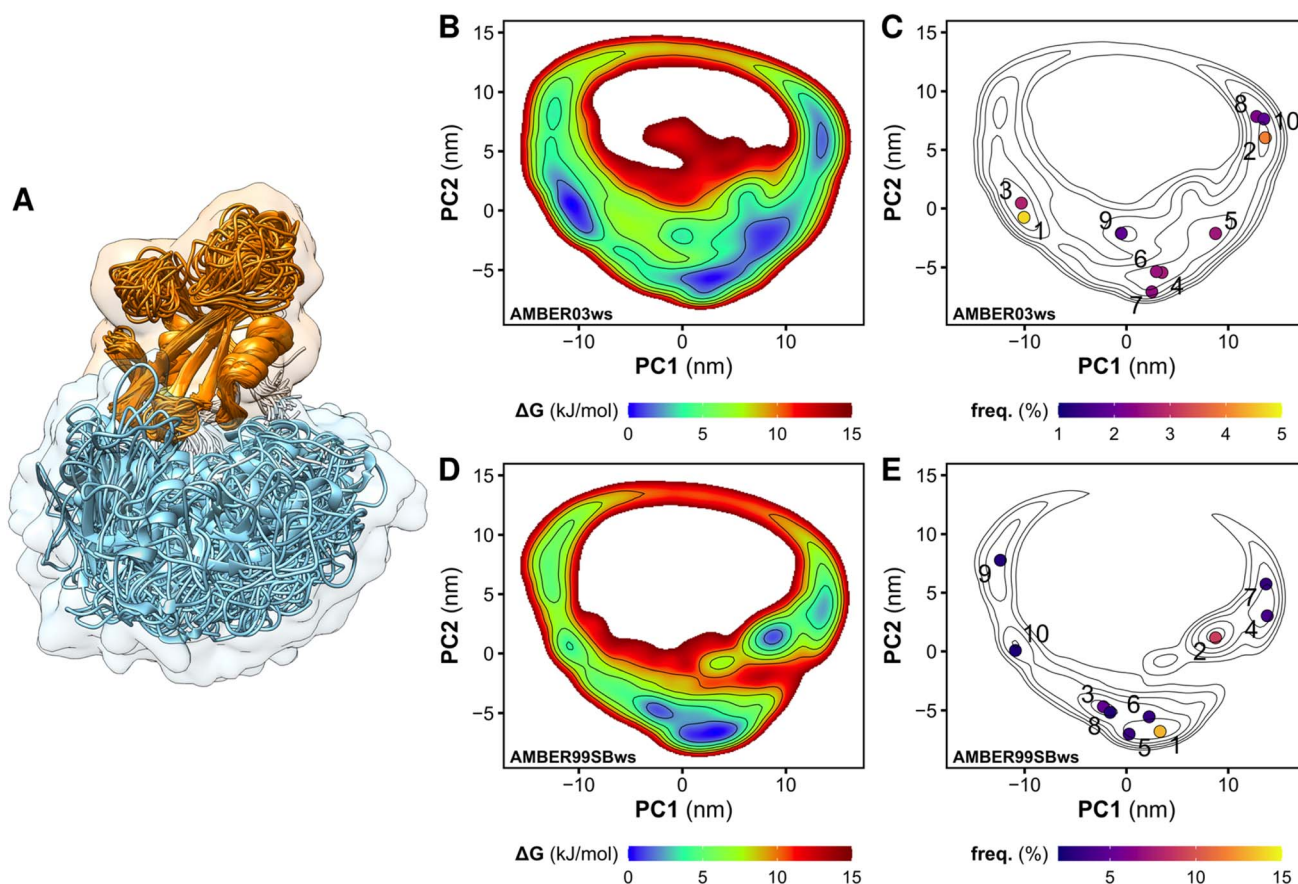 A
B
15
10
5
0
−5
PC2 (nm)
AMBER03ws
−10 0 10
PC1 (nm)
ΔG (kJ/mol)
0 5 10 15
C
15
10
5
0
−5
PC2 (nm)
8
10
2
3
1
9
5
6
4
7
AMBER03ws
−10 0 10
PC1 (nm)
freq. (%)
1 2 3 4 5
D
15
10
5
0
−5
PC2 (nm)
AMBER99SBws
−10 0 10
PC1 (nm)
ΔG (kJ/mol)
0 5 10 15
E
15
10
5
0
−5
PC2 (nm)
9
7
4
10
2
3
6
8
5
1
AMBER99SBws
−10 0 10
PC1 (nm)
freq. (%)
5 10 15